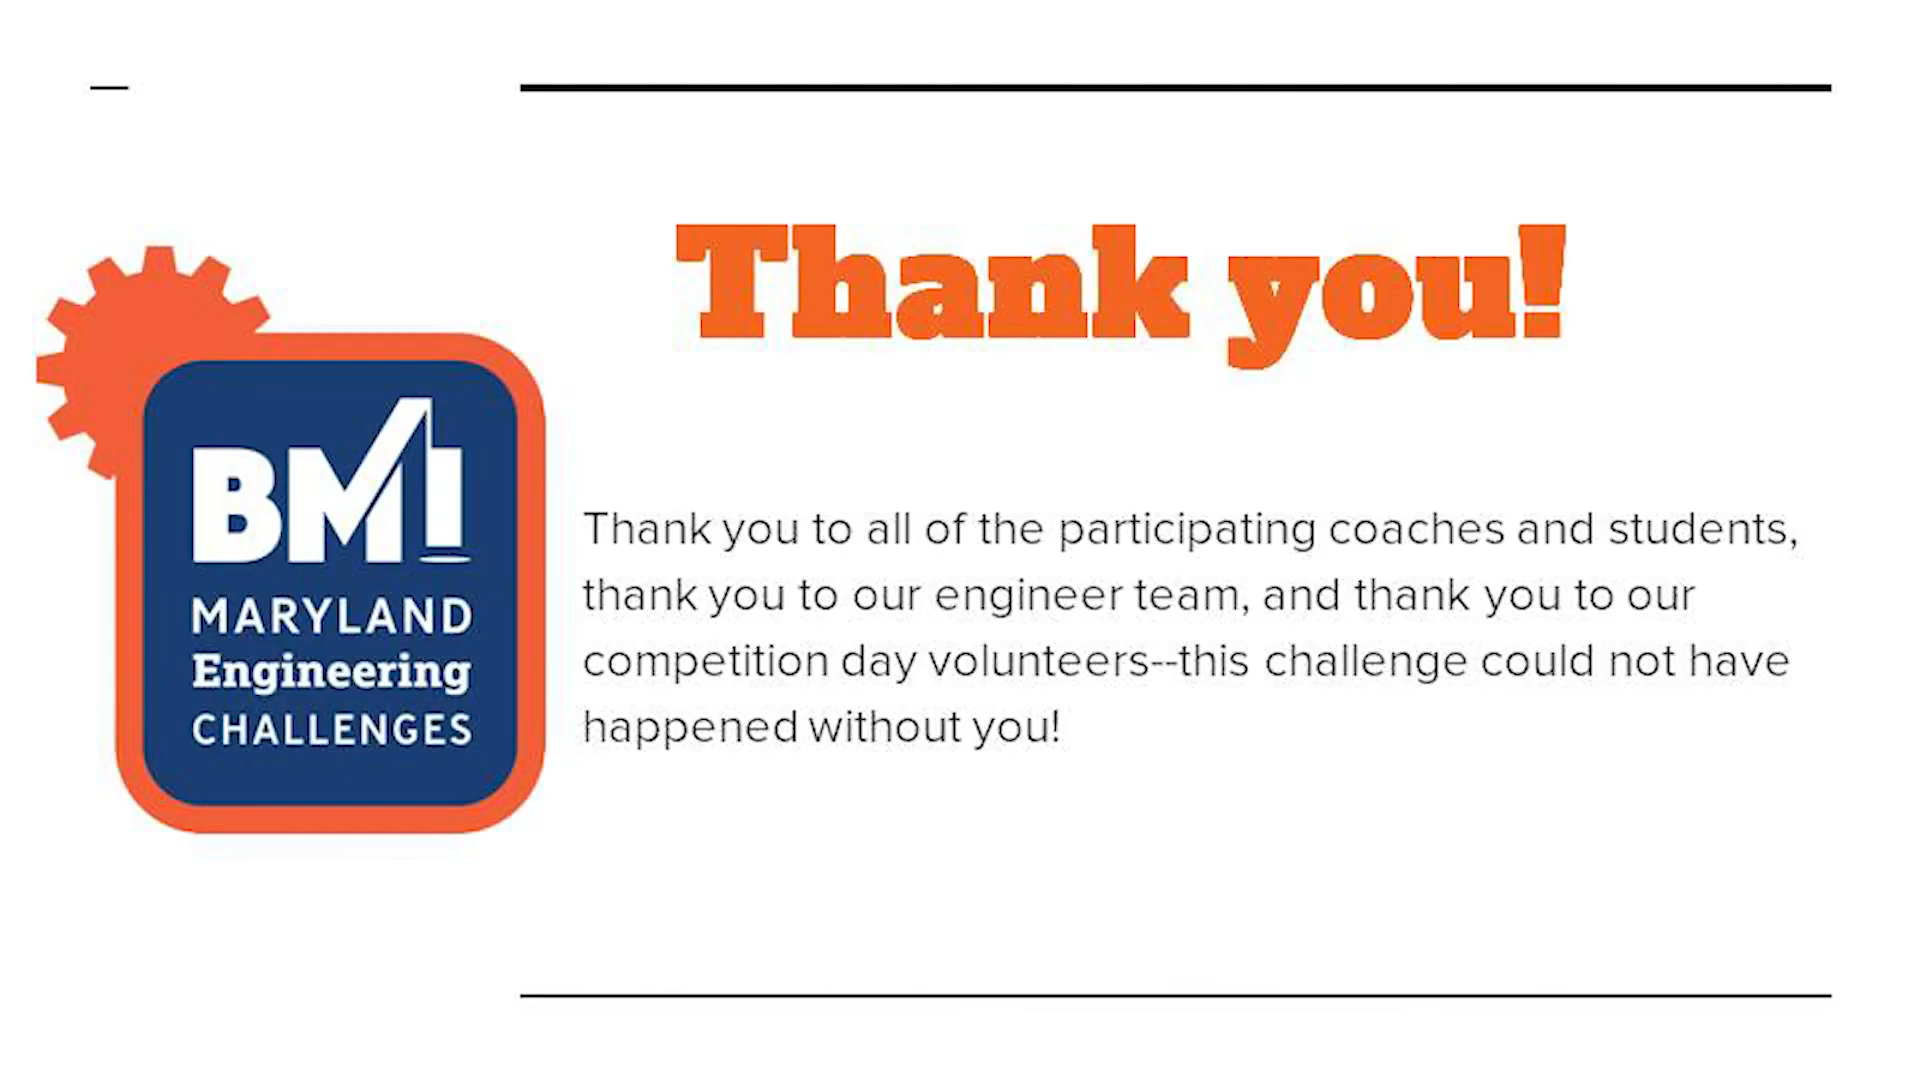 Thank you!
BMI
MARYLAND
Engineering
CHALLENGES
Thank you to all of the participating coaches and students,
thank you to our engineer team, and thank you to our
competition day volunteers--this challenge could not have
happened without you!